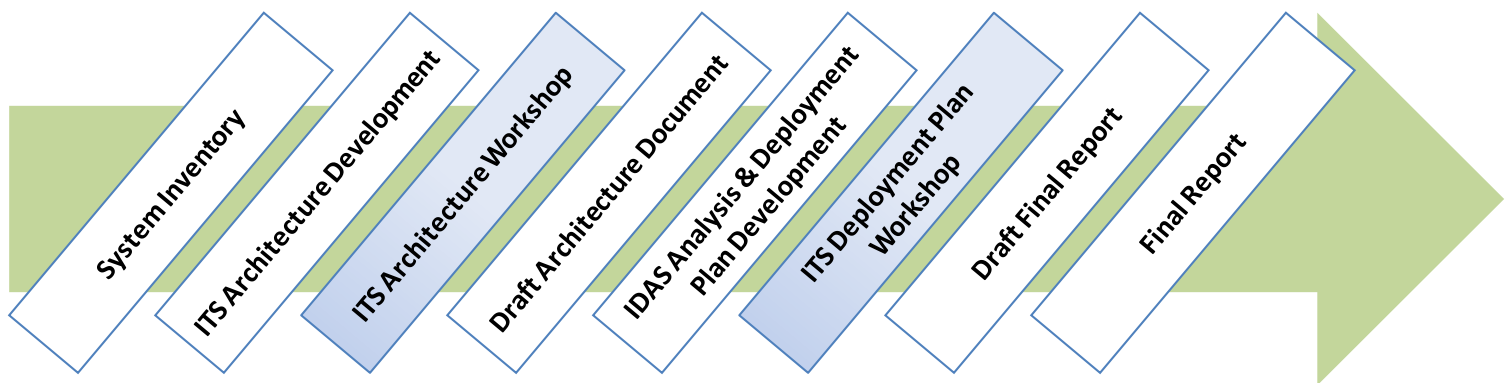 System Inventory
ITS Architecture Development
ITS Architecture Workshop
Draft Architecture Document
IDAS Analysis & Deployment
Plan Development
ITS Deployment Plan
Workshop
Draft Final Report
Final Report